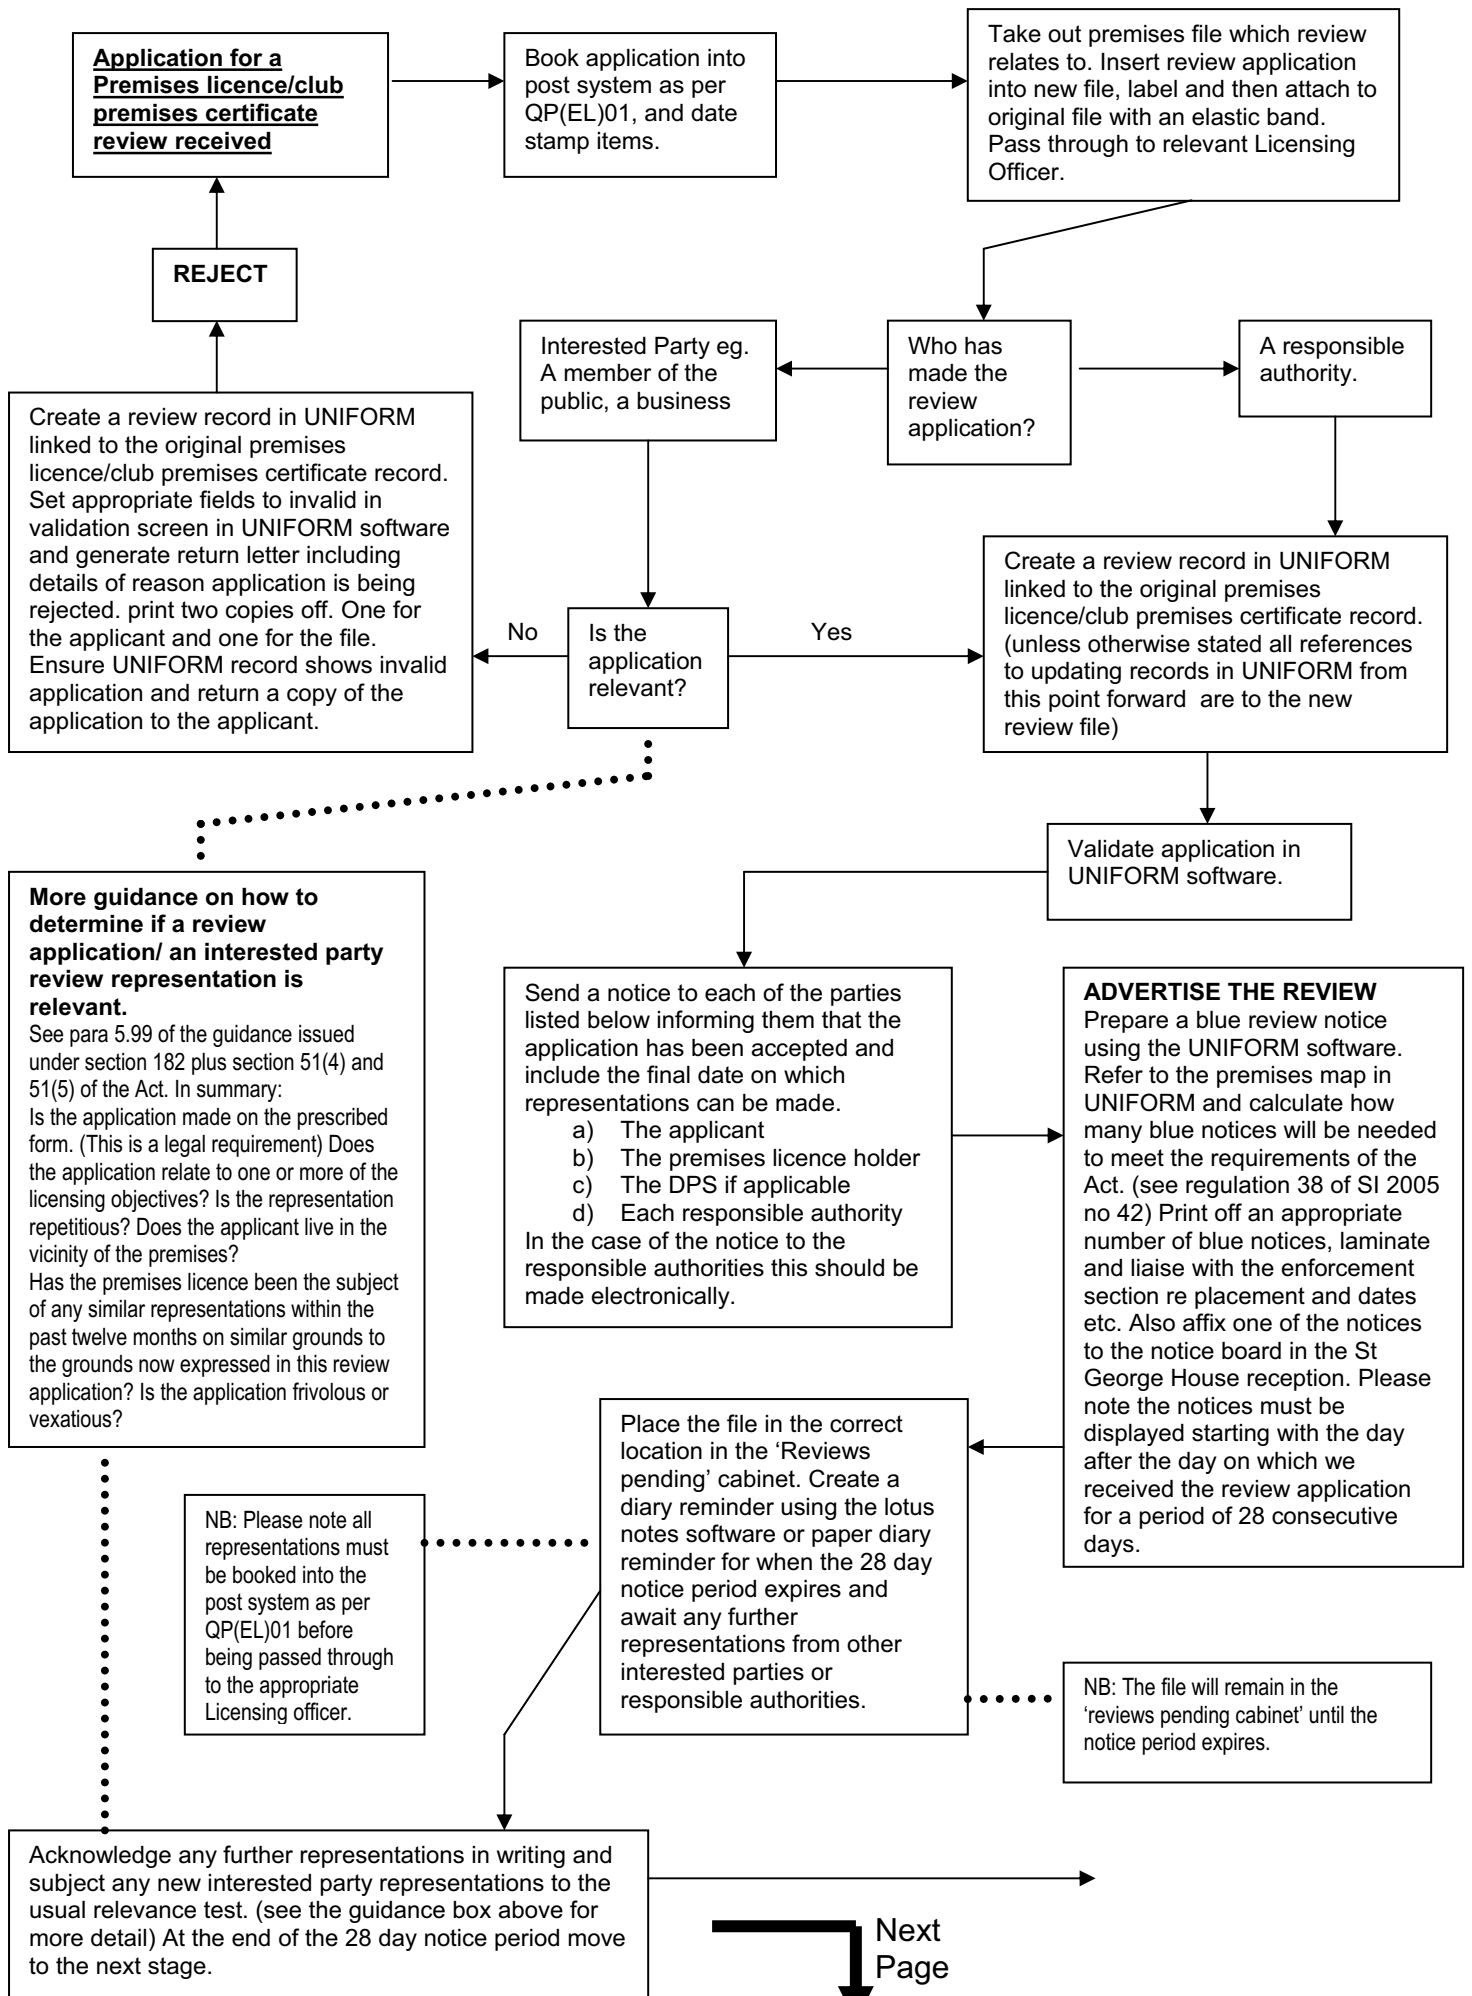 Application for a
Premises licence/club
premises certificate
review received
Book application into
post system as per
QP(EL)01, and date
stamp items.
Take out premises file which review
relates to. Insert review application
into new file, label and then attach to
original file with an elastic band.
Pass through to relevant Licensing
Officer.
REJECT
Interested Party eg.
A member of the
public, a business
Who has
made the
review
application?
A responsible
authority.
Create a review record in UNIFORM
linked to the original premises
licence/club premises certificate record.
Set appropriate fields to invalid in
validation screen in UNIFORM software
and generate return letter including
details of reason application is being
rejected. print two copies off. One for
the applicant and one for the file.
Ensure UNIFORM record shows invalid
application and return a copy of the
application to the applicant.
No
Is the
application
relevant?
Yes
Create a review record in UNIFORM
linked to the original premises
licence/club premises certificate record.
(unless otherwise stated all references
to updating records in UNIFORM from
this point forward  are to the new
review file)
Validate application in
UNIFORM software.
More guidance on how to
determine if a review
application/ an interested party
review representation is
relevant.
See para 5.99 of the guidance issued
under section 182 plus section 51(4) and
51(5) of the Act. In summary:
Is the application made on the prescribed
form. (This is a legal requirement) Does
the application relate to one or more of the
licensing objectives? Is the representation
repetitious? Does the applicant live in the
vicinity of the premises?
Has the premises licence been the subject
of any similar representations within the
past twelve months on similar grounds to
the grounds now expressed in this review
application? Is the application frivolous or
vexatious?
Send a notice to each of the parties
listed below informing them that the
application has been accepted and
include the final date on which
representations can be made.
a) The applicant
b) The premises licence holder
c) The DPS if applicable
d) Each responsible authority
In the case of the notice to the
responsible authorities this should be
made electronically.
ADVERTISE THE REVIEW
Prepare a blue review notice
using the UNIFORM software.
Refer to the premises map in
UNIFORM and calculate how
many blue notices will be needed
to meet the requirements of the
Act. (see regulation 38 of SI 2005
no 42) Print off an appropriate
number of blue notices, laminate
and liaise with the enforcement
section re placement and dates
etc. Also affix one of the notices
to the notice board in the St
George House reception. Please
note the notices must be
displayed starting with the day
after the day on which we
received the review application
for a period of 28 consecutive
days.
Place the file in the correct
location in the ‘Reviews
pending’ cabinet. Create a
diary reminder using the lotus
notes software or paper diary
reminder for when the 28 day
notice period expires and
await any further
representations from other
interested parties or
responsible authorities.
NB: Please note all
representations must
be booked into the
post system as per
QP(EL)01 before
being passed through
to the appropriate
Licensing officer.
NB: The file will remain in the
‘reviews pending cabinet’ until the
notice period expires.
Acknowledge any further representations in writing and
subject any new interested party representations to the
usual relevance test. (see the guidance box above for
more detail) At the end of the 28 day notice period move
to the next stage.
Next
Page